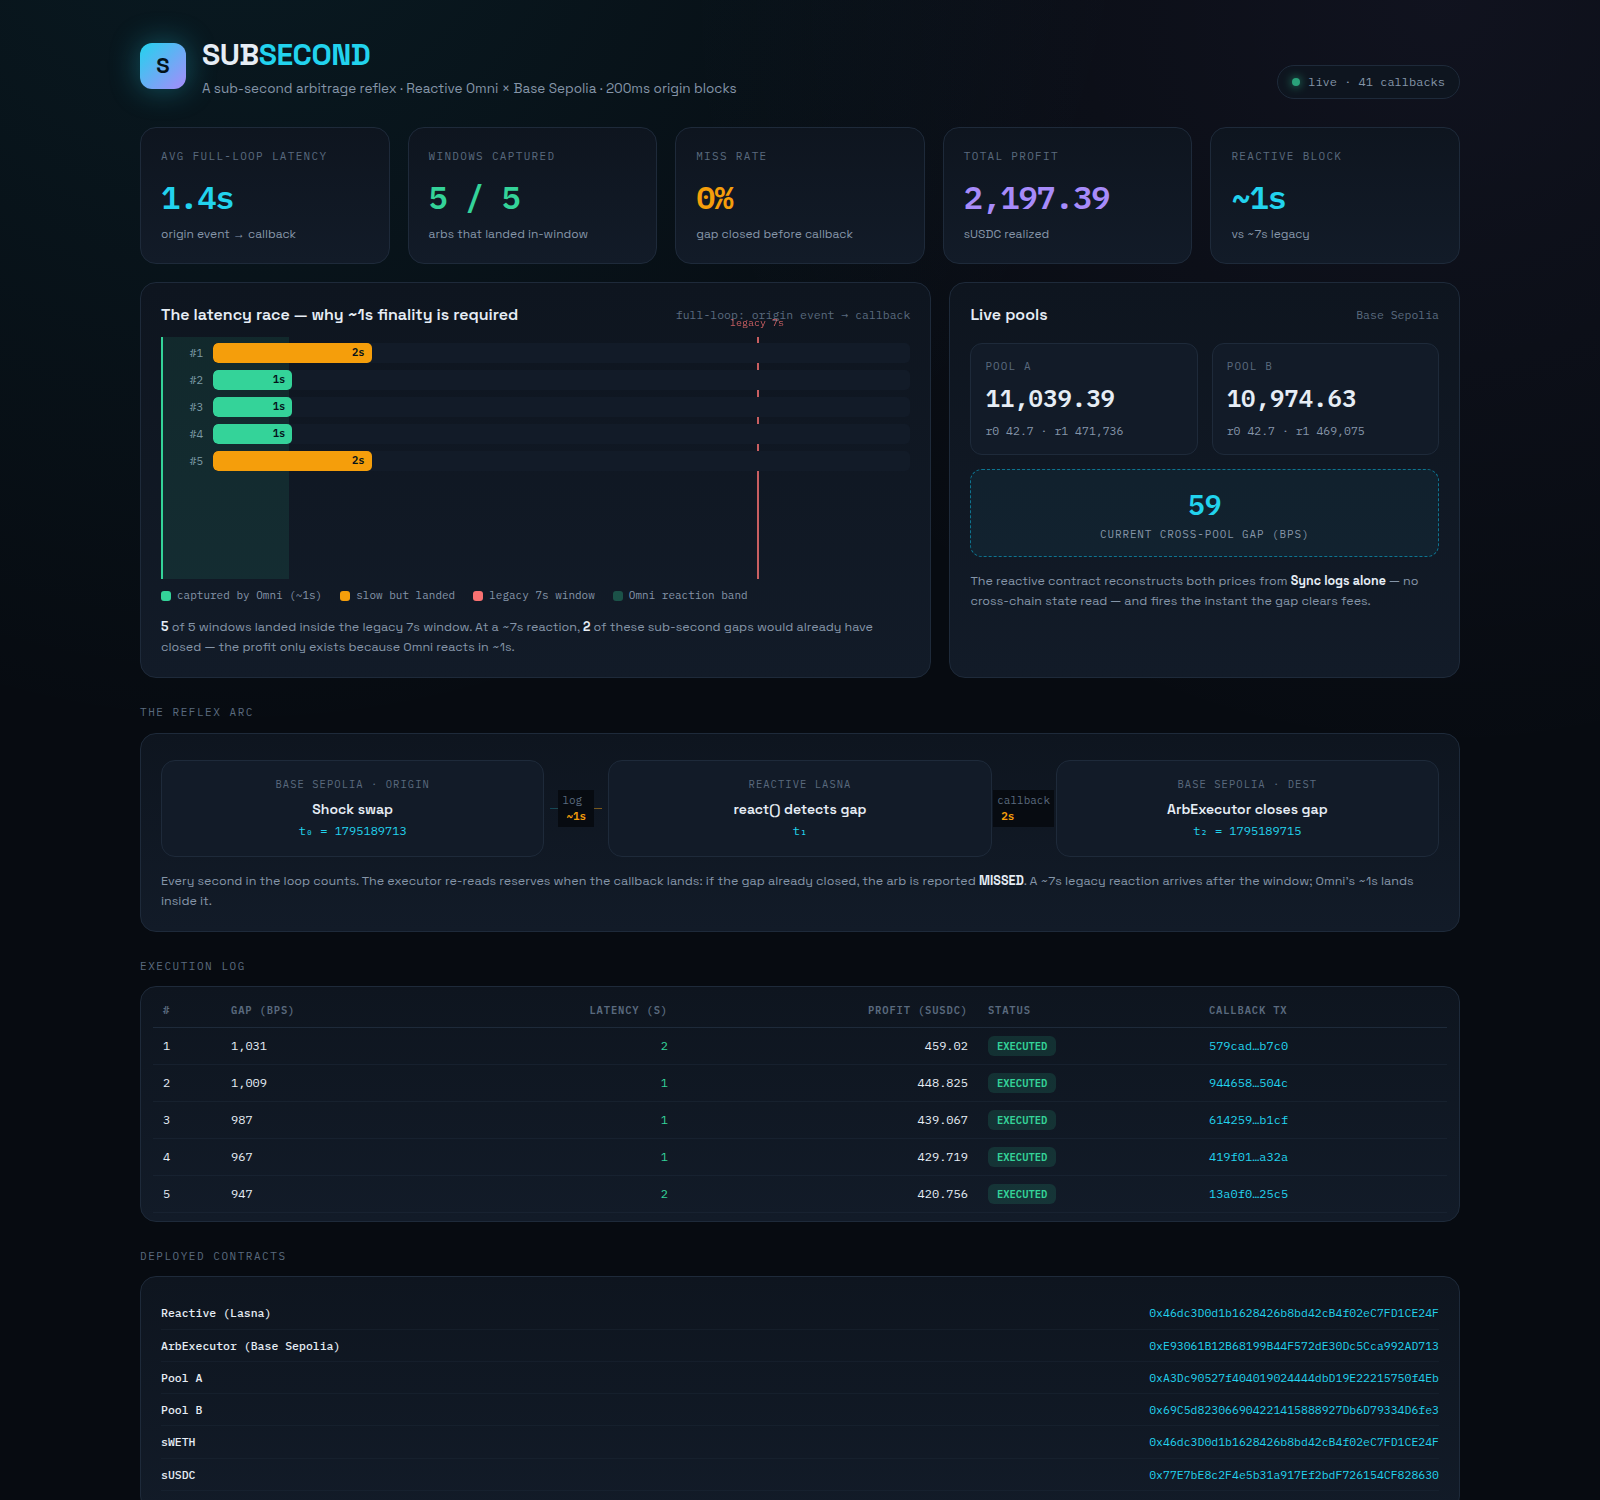 S
SUBSECOND
A sub-second arbitrage reflex · Reactive Omni × Base Sepolia · 200ms origin blocks
live · 41 callbacks
AVG FULL-LOOP LATENCY
1.4s
origin event → callback
WINDOWS CAPTURED
5 / 5
arbs that landed in-window
MISS RATE
0%
gap closed before callback
TOTAL PROFIT
2,197.39
sUSDC realized
REACTIVE BLOCK
~1s
vs ~7s legacy
The latency race — why ~1s finality is required
full-loop: origin event → callback
legacy 7s
#1 2s
#2 1s
#3 1s
#4 1s
#5 2s
captured by Omni (~1s) slow but landed legacy 7s window Omni reaction band
5 of 5 windows landed inside the legacy 7s window. At a ~7s reaction, 2 of these sub-second gaps would already have
closed — the profit only exists because Omni reacts in ~1s.
Live pools
Base Sepolia
POOL A
11,039.39
r0 42.7 · r1 471,736
POOL B
10,974.63
r0 42.7 · r1 469,075
59
CURRENT CROSS-POOL GAP (BPS)
The reactive contract reconstructs both prices from Sync logs alone — no
cross-chain state read — and fires the instant the gap clears fees.
THE REFLEX ARC
BASE SEPOLIA · ORIGIN
Shock swap
t₀ = 1795189713
log
~1s
REACTIVE LASNA
react() detects gap
t₁
callback
2s
BASE SEPOLIA · DEST
ArbExecutor closes gap
t₂ = 1795189715
Every second in the loop counts. The executor re-reads reserves when the callback lands: if the gap already closed, the arb is reported MISSED. A ~7s legacy reaction arrives after the window; Omni's ~1s lands
inside it.
EXECUTION LOG
# GAP (BPS) LATENCY (S) PROFIT (SUSDC) STATUS CALLBACK TX
1 1,031 2 459.02 EXECUTED 579cad…b7c0
2 1,009 1 448.825 EXECUTED 944658…504c
3 987 1 439.067 EXECUTED 614259…b1cf
4 967 1 429.719 EXECUTED 419f01…a32a
5 947 2 420.756 EXECUTED 13a0f0…25c5
DEPLOYED CONTRACTS
Reactive (Lasna) 0x46dc3D0d1b1628426b8bd42cB4f02eC7FD1CE24F
ArbExecutor (Base Sepolia) 0xE93061B12B68199B44F572dE30Dc5Cca992AD713
Pool A 0xA3Dc90527f404019024444dbD19E22215750f4Eb
Pool B 0x69C5d823066904221415888927Db6D79334D6fe3
sWETH 0x46dc3D0d1b1628426b8bd42cB4f02eC7FD1CE24F
sUSDC 0x77E7bE8c2F4e5b31a917Ef2bdF726154CF828630